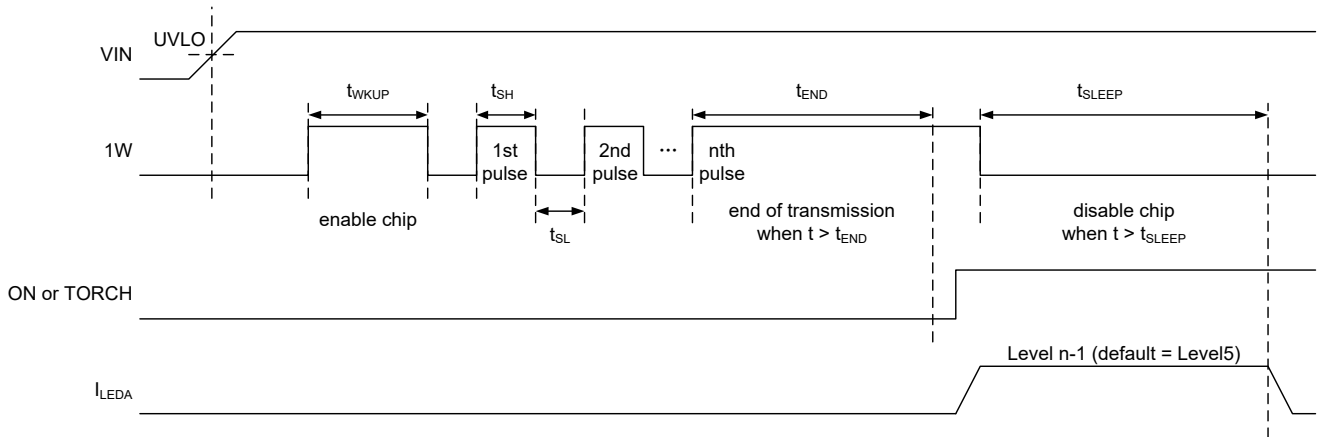 UVLO
VIN
tWKUP
tSH
tEND
tSLEEP
1W
1st
pulse
2nd
pulse
...
nth
pulse
enable chip
tSL
end of transmission
when t > tEND
disable chip
when t > tSLEEP
ON or TORCH
Level n-1 (default = Level5)
ILEDA